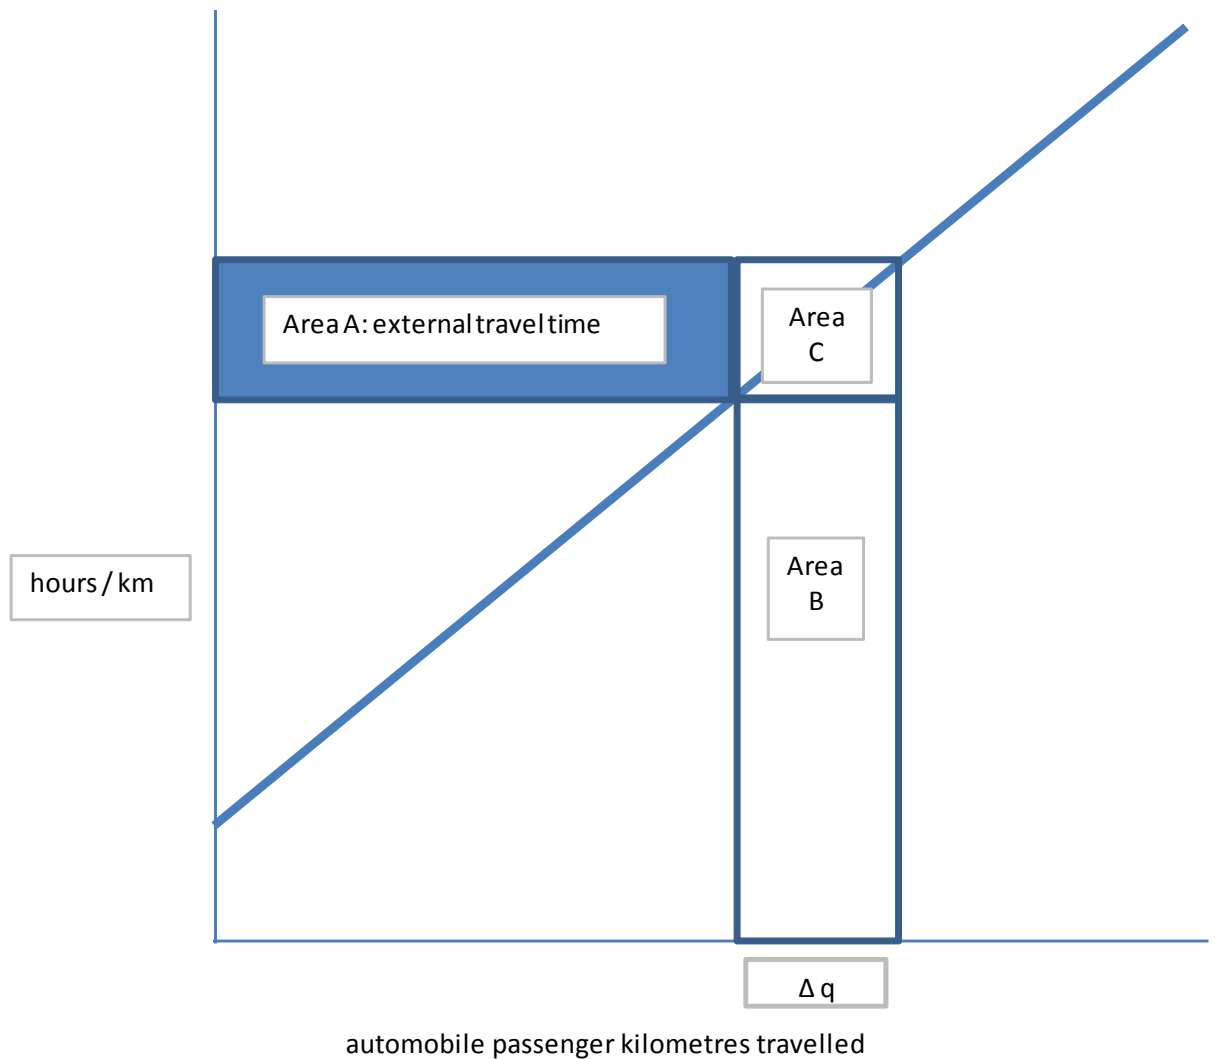 Area A: external travel time
Area
C
hours / km
Area
B
Δ q
automobile passenger kilometres travelled